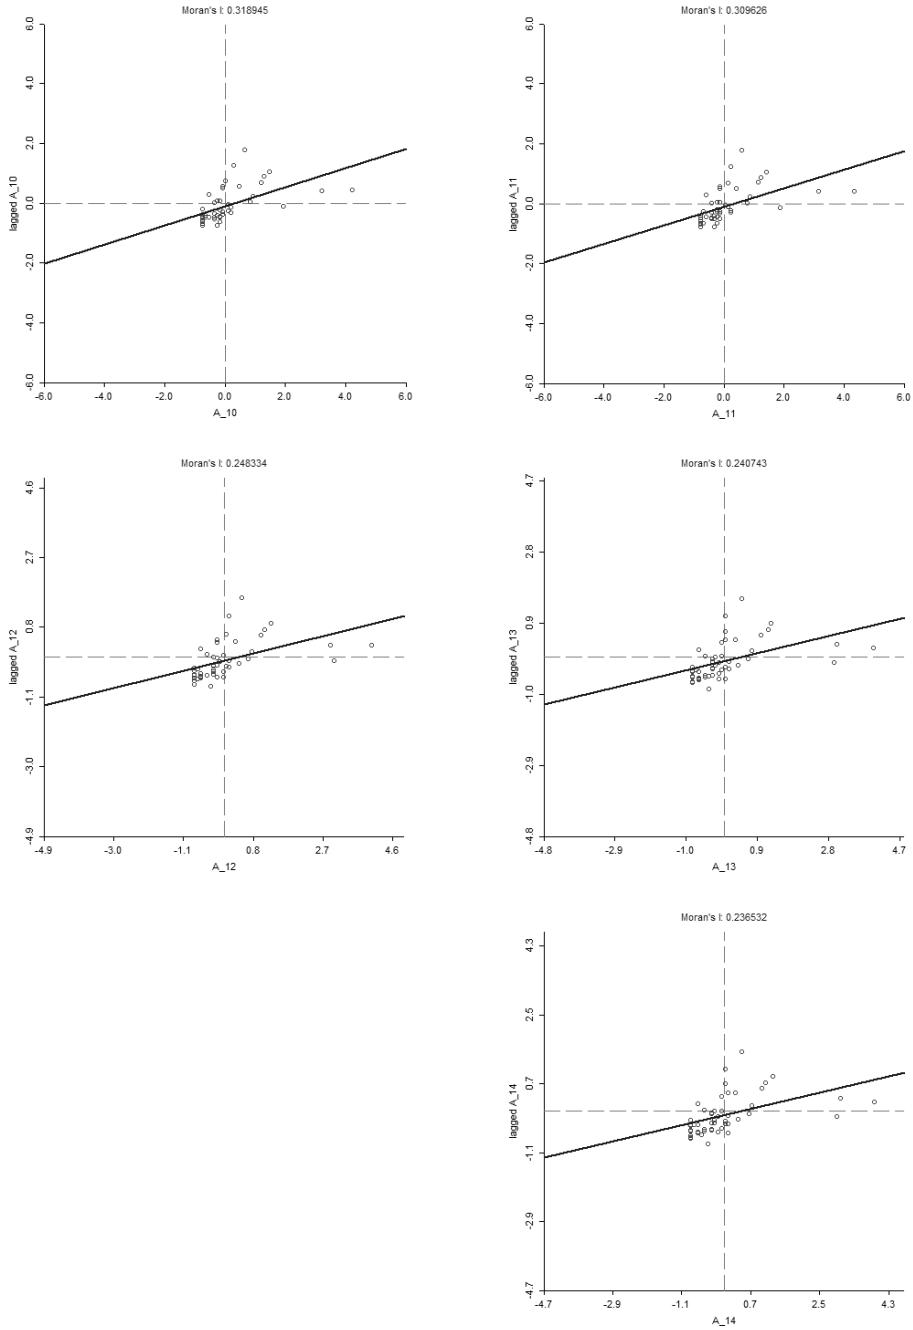 Moran's I: 0.318945
6.0
4.0
2.0
0.0
-2.0
-4.0
-6.0
lagged A_10
-6.0 -4.0 -2.0 0.0 2.0 4.0 6.0
A_10
Moran's I: 0.309626
6.0
4.0
2.0
0.0
-2.0
-4.0
-6.0
lagged A_11
-6.0 -4.0 -2.0 0.0 2.0 4.0 6.0
A_11
Moran's I: 0.248334
4.6
2.7
0.8
-1.1
-3.0
-4.9
lagged A_12
-4.9 -3.0 -1.1 0.8 2.7 4.6
A_12
Moran's I: 0.240743
4.7
2.8
0.9
-1.0
-2.9
-4.8
lagged A_13
-4.8 -2.9 -1.0 0.9 2.8 4.7
A_13
Moran's I: 0.236532
4.3
2.5
0.7
-1.1
-2.9
-4.7
lagged A_14
-4.7 -2.9 -1.1 0.7 2.5 4.3
A_14